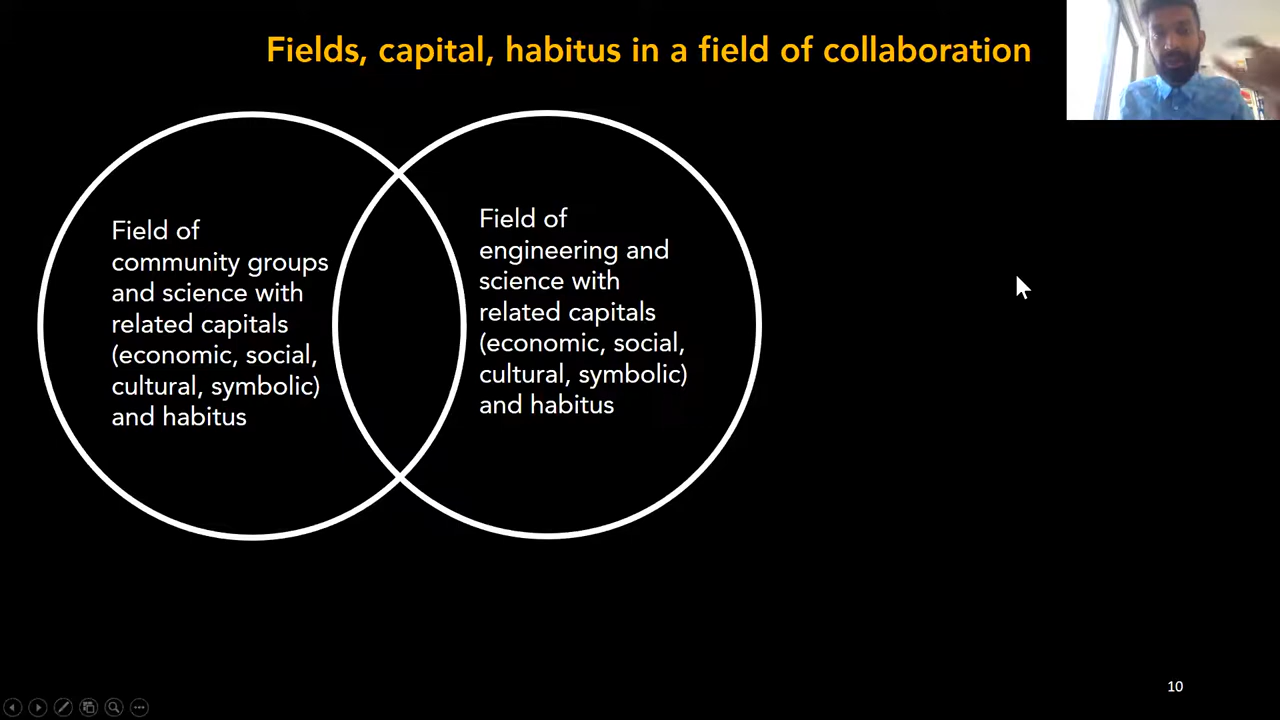 Fields, capital, habitus in a field of collaboration
Field of
community groups
and science with
related capitals
(economic, social,
cultural, symbolic)
and habitus
Field of
engineering and
science with
related capitals
(economic, social,
cultural, symbolic)
and habitus
10